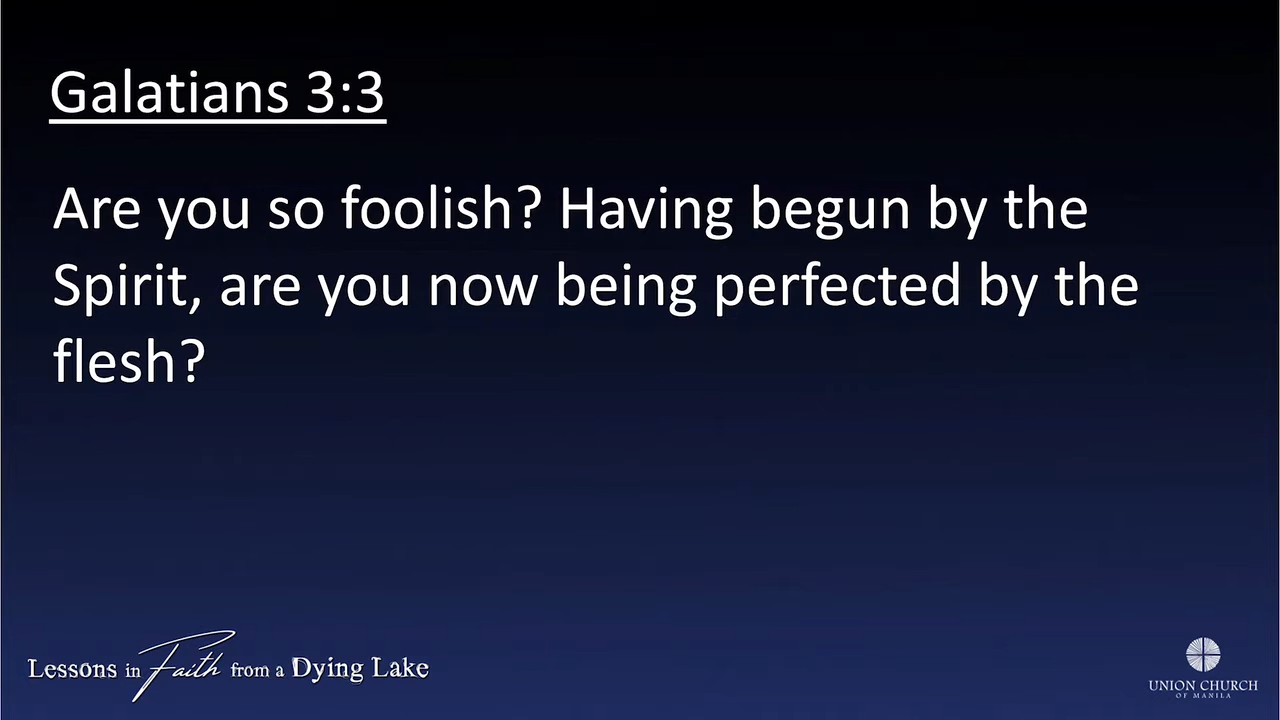 Galatians 3:3
Are you so foolish? Having begun by the
Spirit, are you now being perfected by the
flesh?
Lessons in Faith from a Dying Lake
UNION CHURCH
OF MANILA